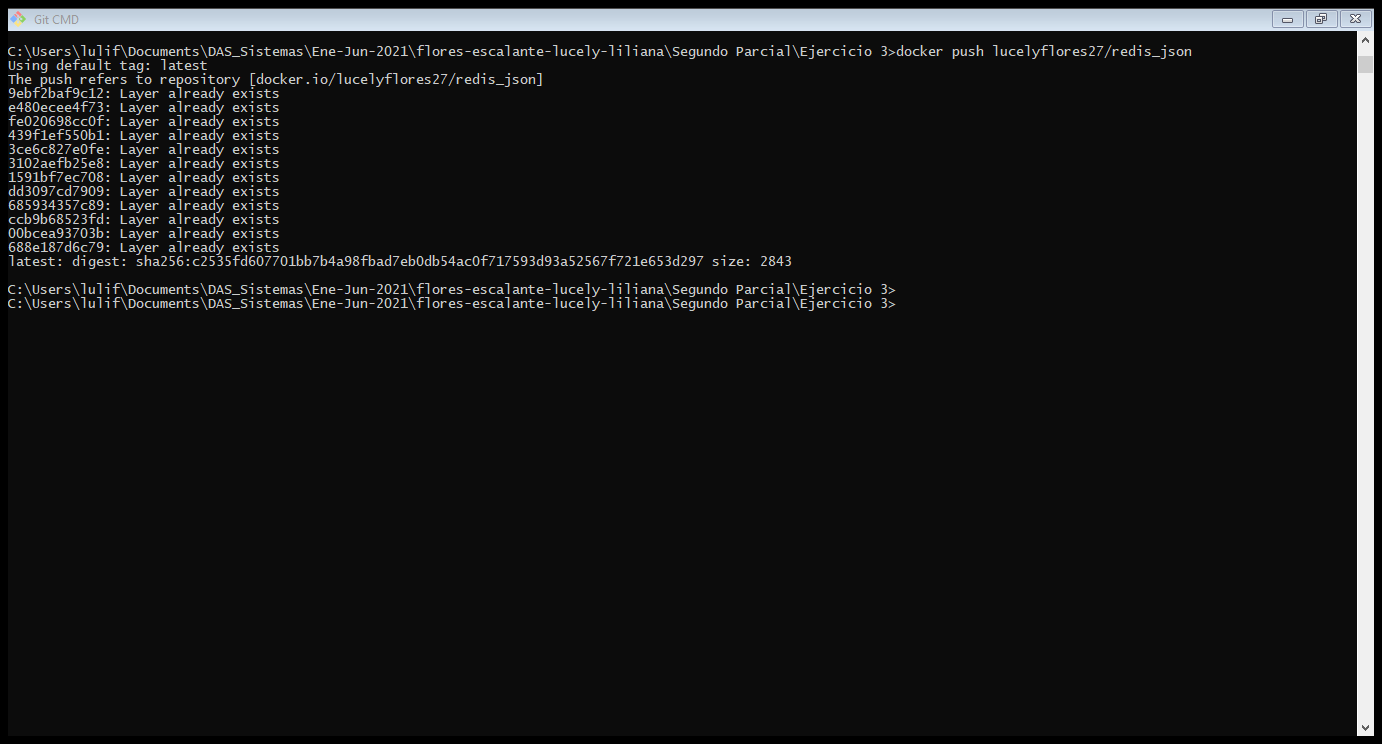 Git CMD
C:\Users\lulif\Documents\DAS_Sistemas\Ene-Jun-2021\flores-escalante-lucely-liliana\Segundo Parcial\Ejercicio 3>docker push lucelyflores27/redis_json
Using default tag: latest
The push refers to repository [docker.io/lucelyflores27/redis_json]
9ebf2baf9c12: Layer already exists
e480ecee4f73: Layer already exists
fe020698cc0f: Layer already exists
439f1ef550b1: Layer already exists
3ce6c827e0fe: Layer already exists
3102aefb25e8: Layer already exists
1591bf7ec708: Layer already exists
dd3097cd7909: Layer already exists
685934357c89: Layer already exists
ccb9b68523fd: Layer already exists
00bcea93703b: Layer already exists
688e187d6c79: Layer already exists
latest: digest: sha256:c2535fd607701bb7b4a98fbad7eb0db54ac0f717593d93a52567f721e653d297 size: 2843
C:\Users\lulif\Documents\DAS_Sistemas\Ene-Jun-2021\flores-escalante-lucely-liliana\Segundo Parcial\Ejercicio 3>
C:\Users\lulif\Documents\DAS_Sistemas\Ene-Jun-2021\flores-escalante-lucely-liliana\Segundo Parcial\Ejercicio 3>